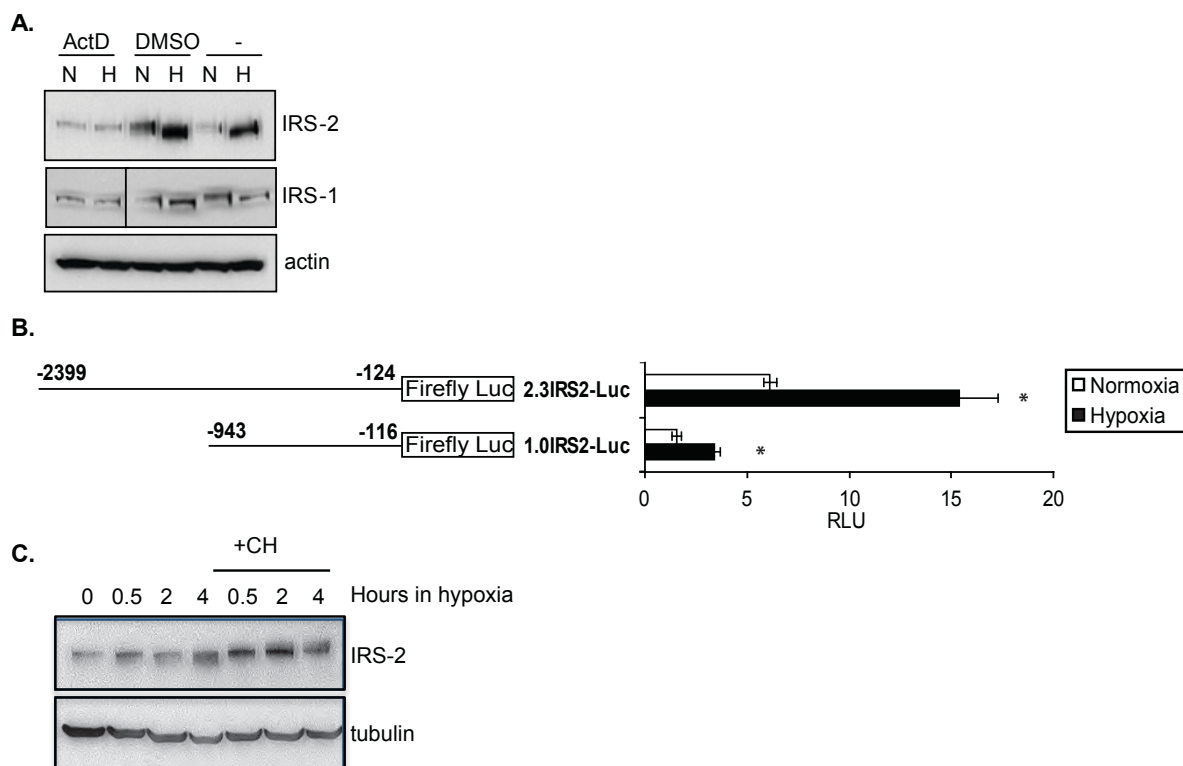 A.
ActD DMSO -
N H N H N H
IRS-2
IRS-1
actin
B.
-2399 -124 Firefly Luc 2.3IRS2-Luc
*
-943 -116 Firefly Luc 1.0IRS2-Luc
*
Normoxia
Hypoxia
0 5 10 15 20
RLU
C.
+CH
0 0.5 2 4 0.5 2 4 Hours in hypoxia
IRS-2
tubulin